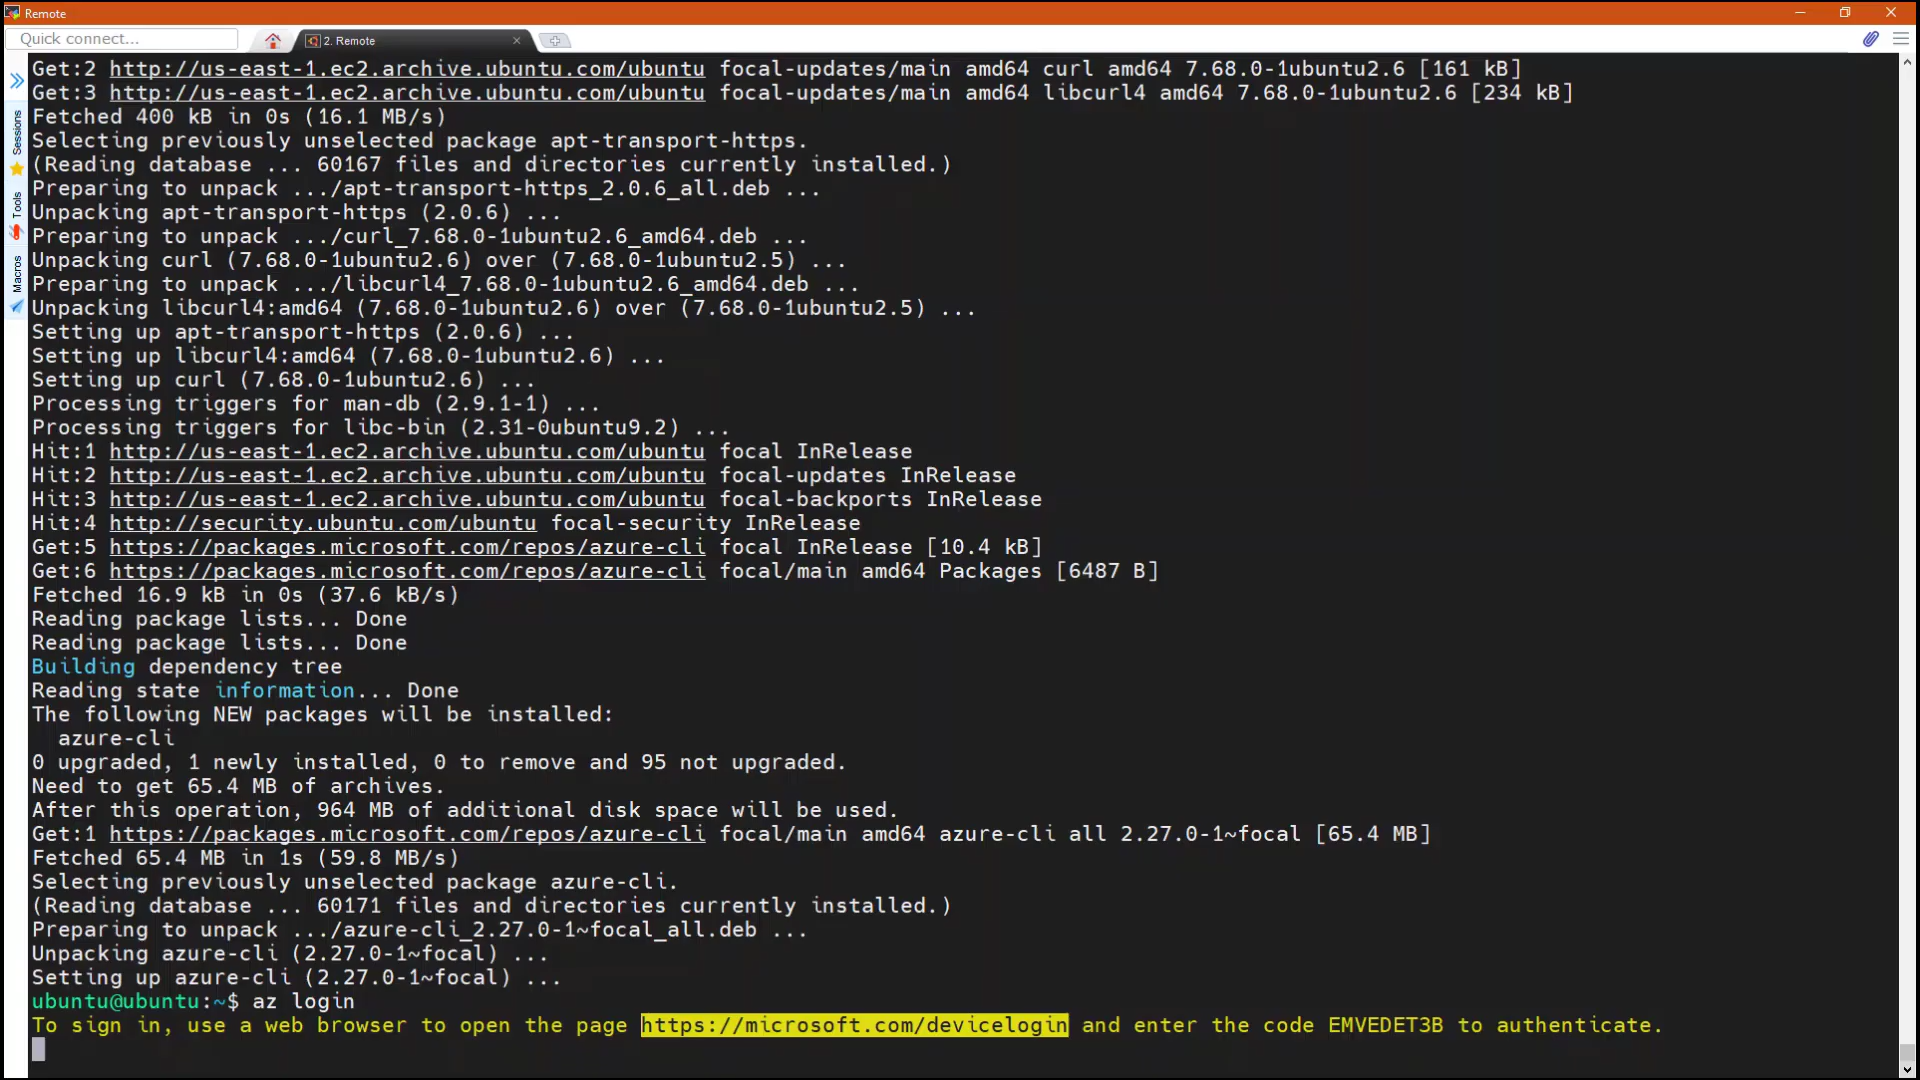 Remote
Quick connect...
2. Remote
Sessions
Tools
Macros
Get:2 http://us-east-1.ec2.archive.ubuntu.com/ubuntu focal-updates/main amd64 curl amd64 7.68.0-1ubuntu2.6 [161 kB]
Get:3 http://us-east-1.ec2.archive.ubuntu.com/ubuntu focal-updates/main amd64 libcurl4 amd64 7.68.0-1ubuntu2.6 [234 kB]
Fetched 400 kB in 0s (16.1 MB/s)
Selecting previously unselected package apt-transport-https.
(Reading database ... 60167 files and directories currently installed.)
Preparing to unpack .../apt-transport-https_2.0.6_all.deb ...
Unpacking apt-transport-https (2.0.6) ...
Preparing to unpack .../curl_7.68.0-1ubuntu2.6_amd64.deb ...
Unpacking curl (7.68.0-1ubuntu2.6) over (7.68.0-1ubuntu2.5) ...
Preparing to unpack .../libcurl4_7.68.0-1ubuntu2.6_amd64.deb ...
Unpacking libcurl4:amd64 (7.68.0-1ubuntu2.6) over (7.68.0-1ubuntu2.5) ...
Setting up apt-transport-https (2.0.6) ...
Setting up libcurl4:amd64 (7.68.0-1ubuntu2.6) ...
Setting up curl (7.68.0-1ubuntu2.6) ...
Processing triggers for man-db (2.9.1-1) ...
Processing triggers for libc-bin (2.31-0ubuntu9.2) ...
Hit:1 http://us-east-1.ec2.archive.ubuntu.com/ubuntu focal InRelease
Hit:2 http://us-east-1.ec2.archive.ubuntu.com/ubuntu focal-updates InRelease
Hit:3 http://us-east-1.ec2.archive.ubuntu.com/ubuntu focal-backports InRelease
Hit:4 http://security.ubuntu.com/ubuntu focal-security InRelease
Get:5 https://packages.microsoft.com/repos/azure-cli focal InRelease [10.4 kB]
Get:6 https://packages.microsoft.com/repos/azure-cli focal/main amd64 Packages [6487 B]
Fetched 16.9 kB in 0s (37.6 kB/s)
Reading package lists... Done
Reading package lists... Done
Building dependency tree
Reading state information... Done
The following NEW packages will be installed:
  azure-cli
0 upgraded, 1 newly installed, 0 to remove and 95 not upgraded.
Need to get 65.4 MB of archives.
After this operation, 964 MB of additional disk space will be used.
Get:1 https://packages.microsoft.com/repos/azure-cli focal/main amd64 azure-cli all 2.27.0-1~focal [65.4 MB]
Fetched 65.4 MB in 1s (59.8 MB/s)
Selecting previously unselected package azure-cli.
(Reading database ... 60171 files and directories currently installed.)
Preparing to unpack .../azure-cli_2.27.0-1~focal_all.deb ...
Unpacking azure-cli (2.27.0-1~focal) ...
Setting up azure-cli (2.27.0-1~focal) ...
ubuntu@ubuntu:~$ az login
To sign in, use a web browser to open the page https://microsoft.com/devicelogin and enter the code EMVEDET3B to authenticate.